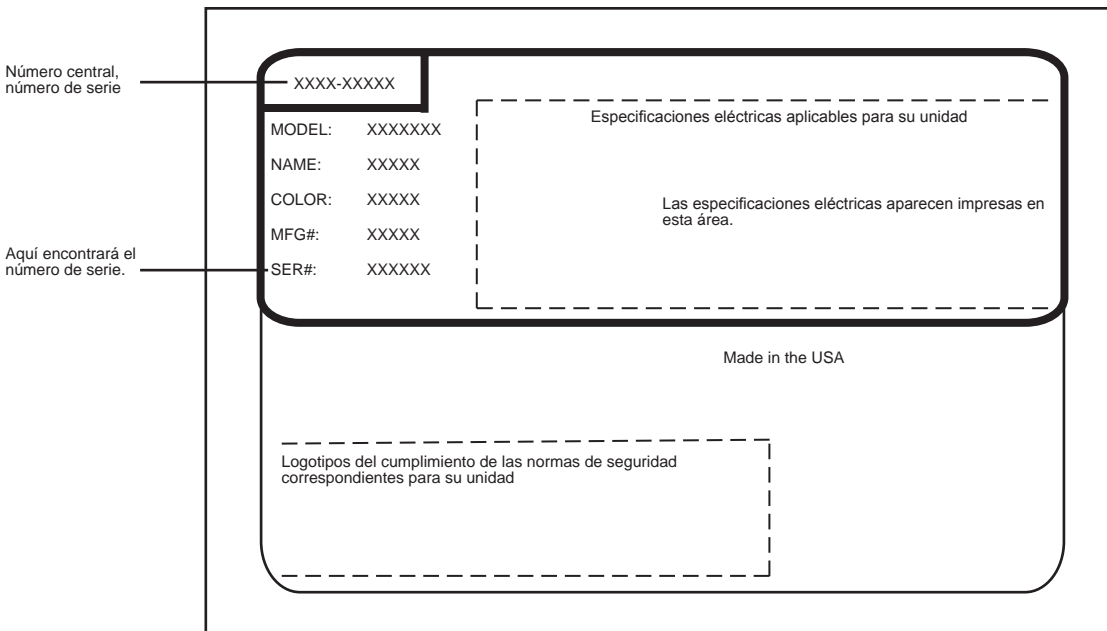 Número central,
número de serie
XXXX-XXXXX
MODEL: XXXXXXX
NAME: XXXXX
COLOR: XXXXX
MFG#: XXXXX
Aquí encontrará el
número de serie.
SER#: XXXXXX
Especificaciones eléctricas aplicables para su unidad
Las especificaciones eléctricas aparecen impresas en
esta área.
Made in the USA
Logotipos del cumplimiento de las normas de seguridad
correspondientes para su unidad